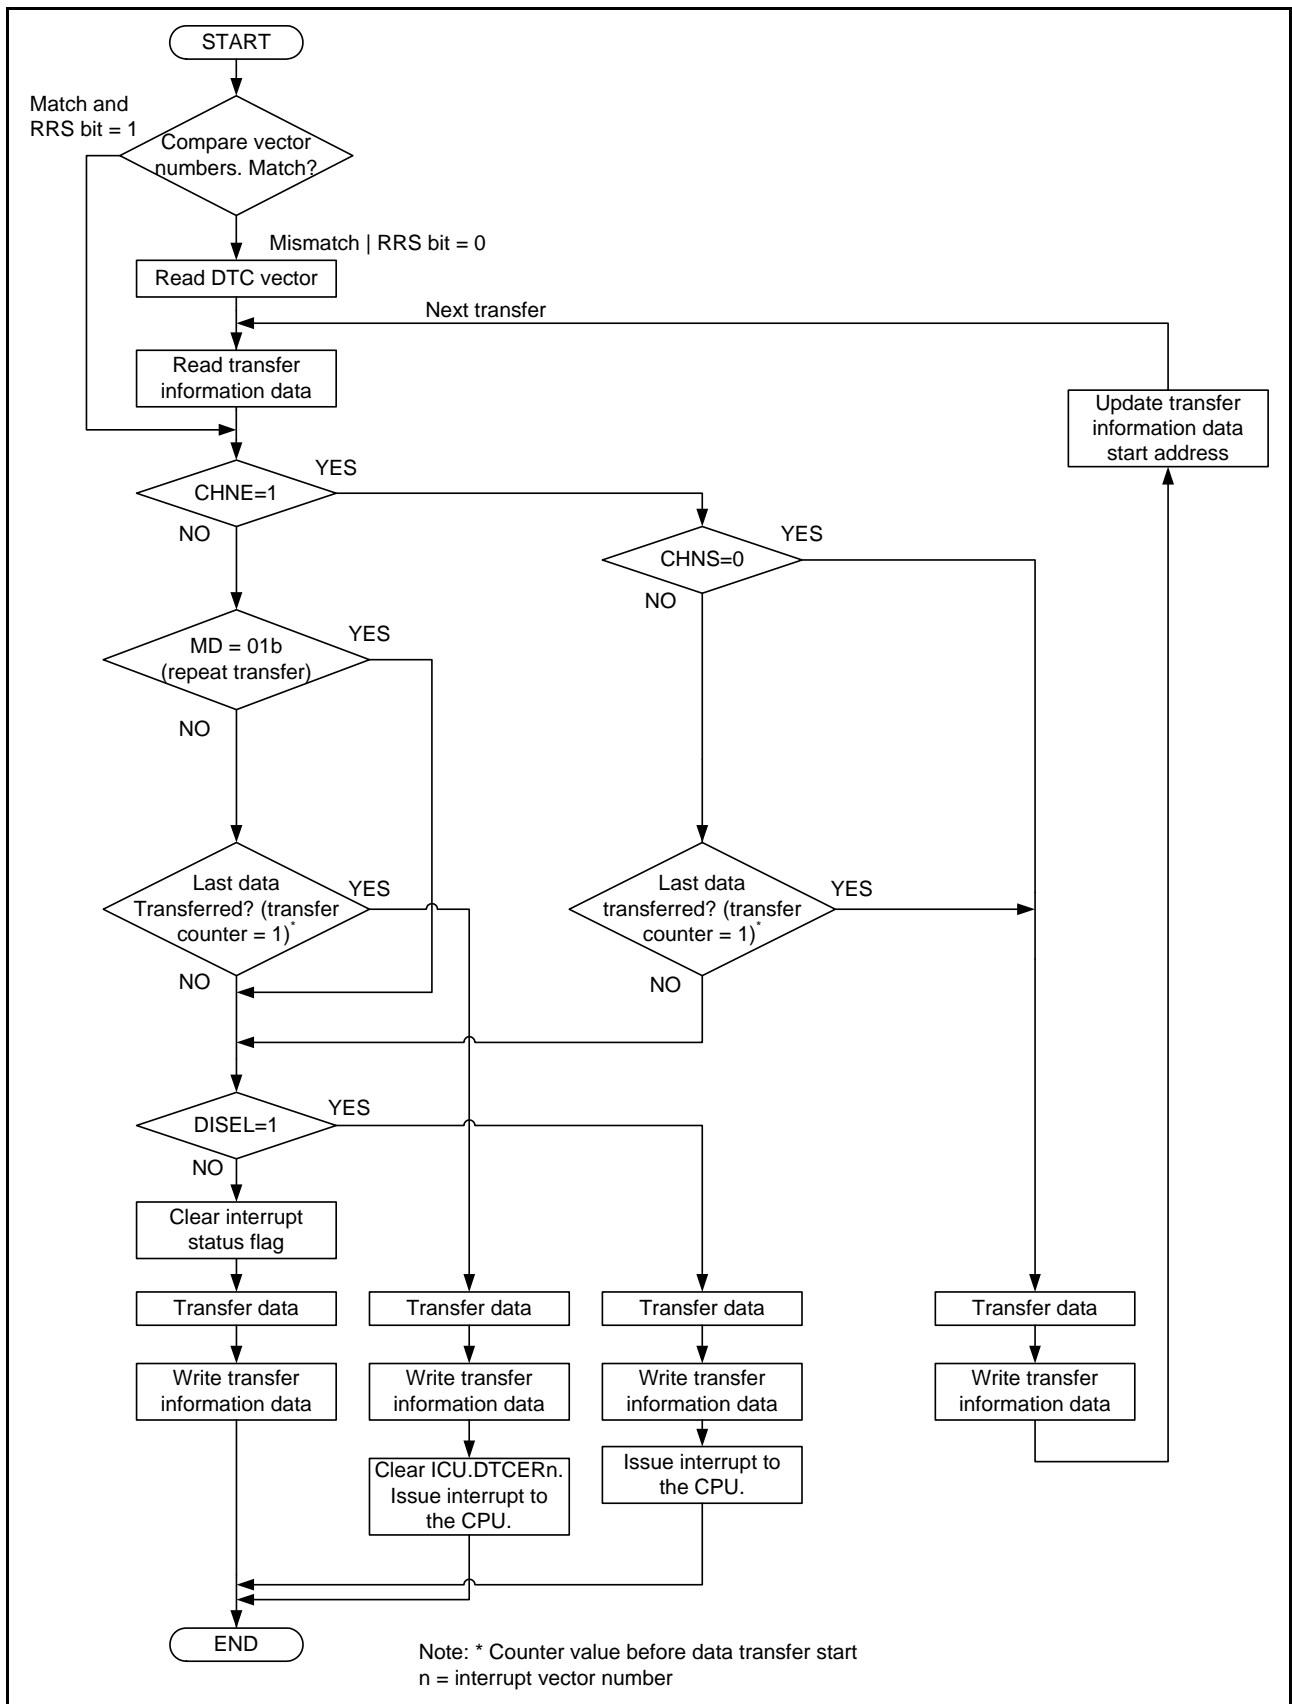 START
Match and
RRS bit = 1
Compare vector
numbers. Match?
Mismatch | RRS bit = 0
Read DTC vector
Next transfer
Read transfer
information data
Update transfer
information data
start address
YES
CHNE=1
NO
YES
CHNS=0
NO
MD = 01b
(repeat transfer)
YES
NO
Last data
Transferred? (transfer
counter = 1)*
YES
NO
Last data
transferred? (transfer
counter = 1)*
YES
NO
DISEL=1
YES
NO
Clear interrupt
status flag
Transfer data
Transfer data
Transfer data
Transfer data
Write transfer
information data
Write transfer
information data
Write transfer
information data
Write transfer
information data
Clear ICU.DTCERn.
Issue interrupt to
the CPU.
Issue interrupt to
the CPU.
END
Note: * Counter value before data transfer start
n = interrupt vector number